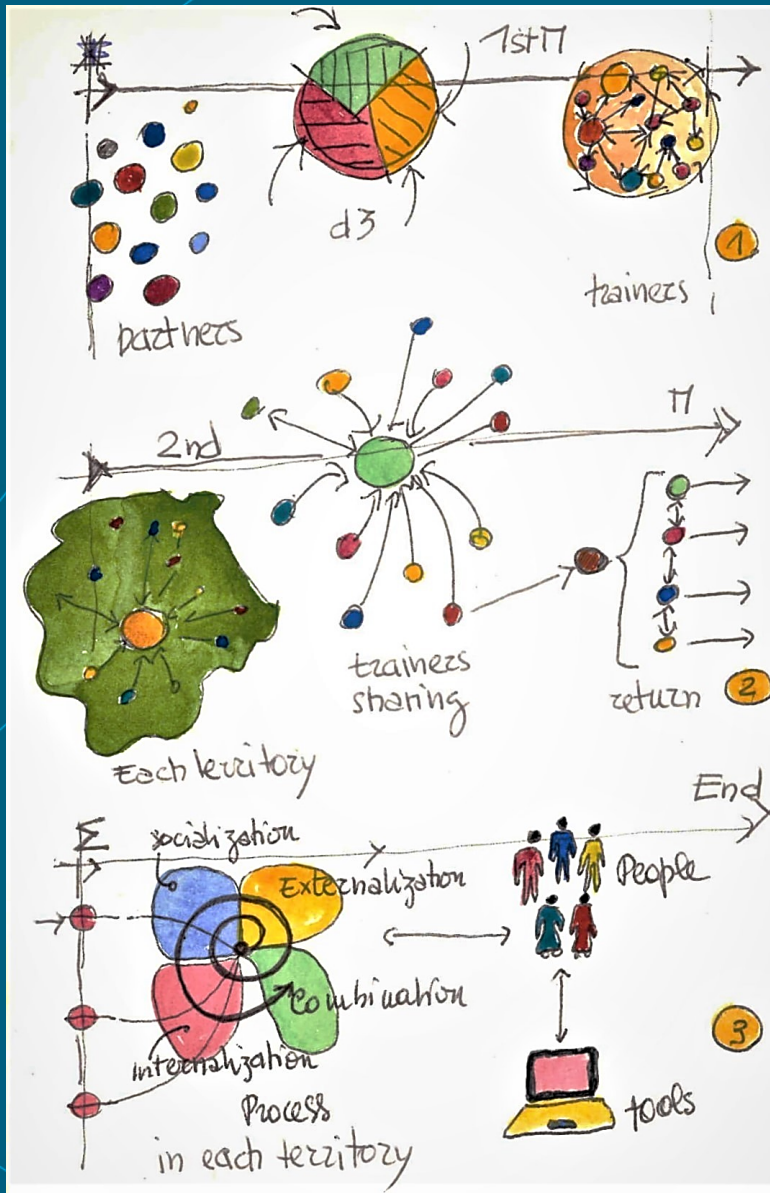 1st M
d3
partners
trainers
1
2nd
M
trainers
sharing
return
2
Each territory
End
Σ
socialization
Externalization
People
Combination
internalization
Process
in each territory
tools
3